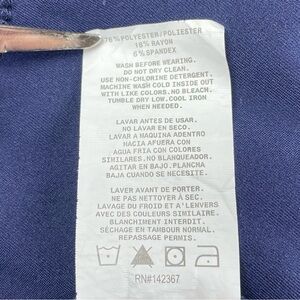 76% POLYESTER/POLIESTER
18% RAYON
6% SPANDEX
WASH BEFORE WEARING.
DO NOT DRY CLEAN.
USE NON-CHLORINE DETERGENT.
MACHINE WASH COLD INSIDE OUT
WITH LIKE COLORS. NO BLEACH.
TUMBLE DRY LOW. COOL IRON
WHEN NEEDED.
LAVAR ANTES DE USAR.
NO LAVAR EN SECO.
LAVAR A MAQUINA ADENTRO
HACIA AFUERA CON
AGUA FRIA CON COLORES
SIMILARES. NO BLANQUEADOR.
AGITAR EN BAJO. PLANCHA
BAJA CUANDO SE NECESITE.
LAVER AVANT DE PORTER.
NE PAS NETTOYER À SEC.
LAVAGE DU FROID ET A L'ENVERS
AVEC DES COULEURS SIMILAIRE.
BLANCHIMENT INTERDIT.
SÉCHAGE EN TAMBOUR NORMAL.
REPASSAGE PERMIS.
RN#142367